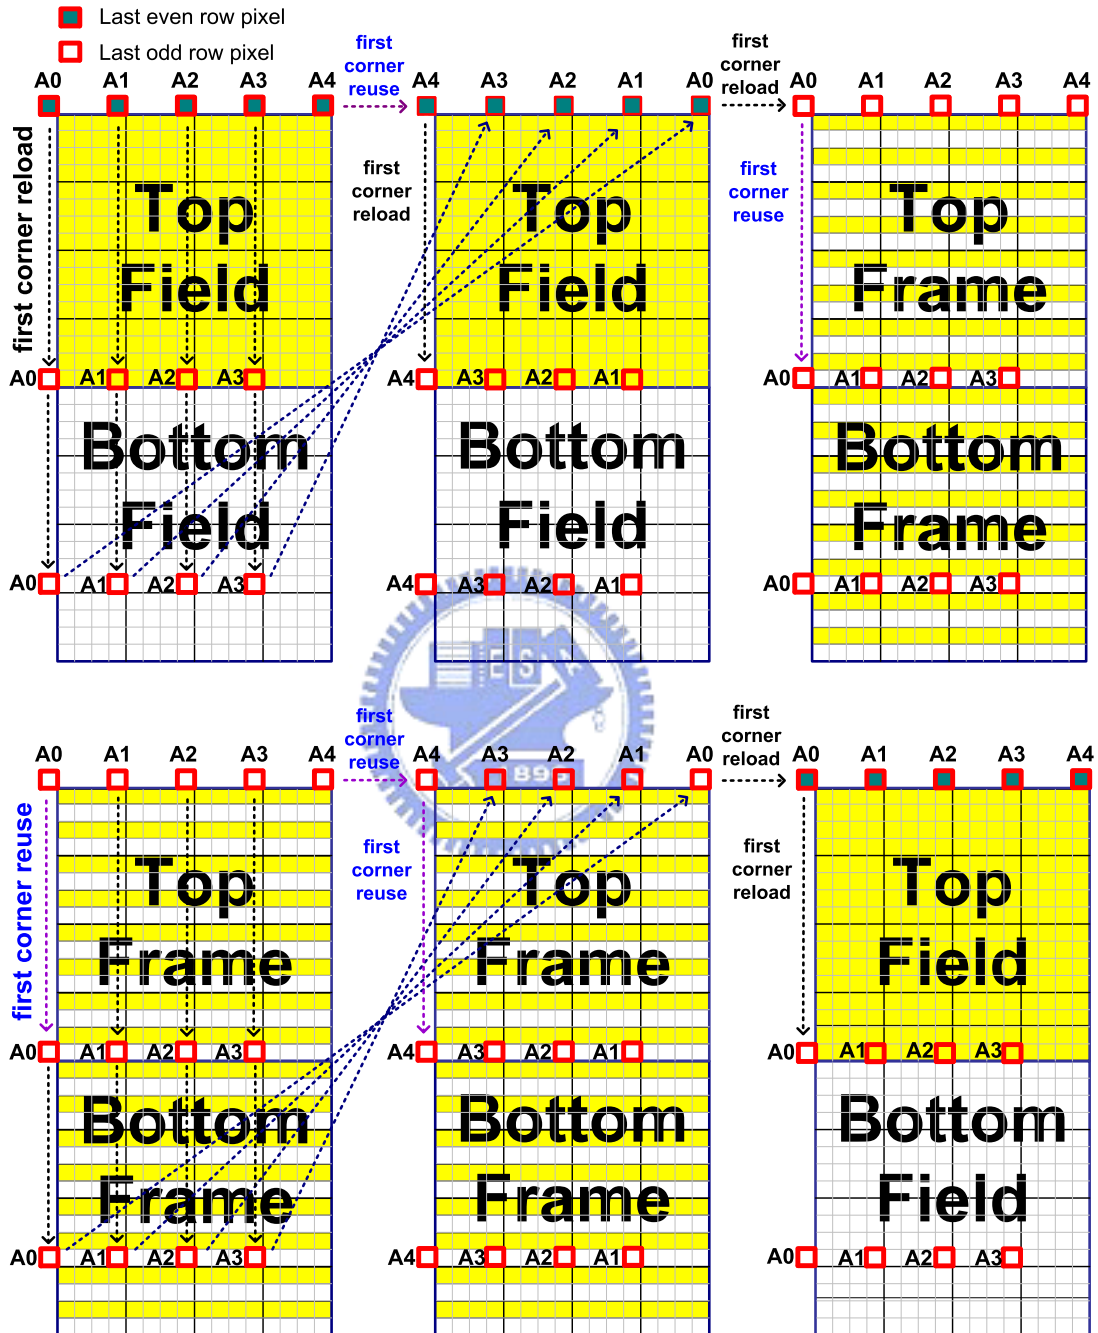 Last even row pixel
Last odd row pixel
A0 A1 A2 A3 A4
first corner reuse
A4 A3 A2 A1 A0
first corner reload
A0 A1 A2 A3 A4
first corner reload
Top Field
first corner reload
Top Field
first corner reuse
Top Frame
A0 A1 A2 A3
A4 A3 A2 A1
A0 A1 A2 A3
Bottom Field
Bottom Field
Bottom Frame
A0 A1 A2 A3
A4 A3 A2 A1
A0 A1 A2 A3
E S
A0 A1 A2 A3 A4
first corner reuse
A4 A3 A2 A1 A0
first corner reload
A0 A1 A2 A3 A4
1896
first corner reuse
Top Frame
first corner reuse
Top Frame
first corner reload
Top Field
A0 A1 A2 A3
A4 A3 A2 A1
A0 A1 A2 A3
Bottom Frame
Bottom Frame
Bottom Field
A0 A1 A2 A3
A4 A3 A2 A1
A0 A1 A2 A3